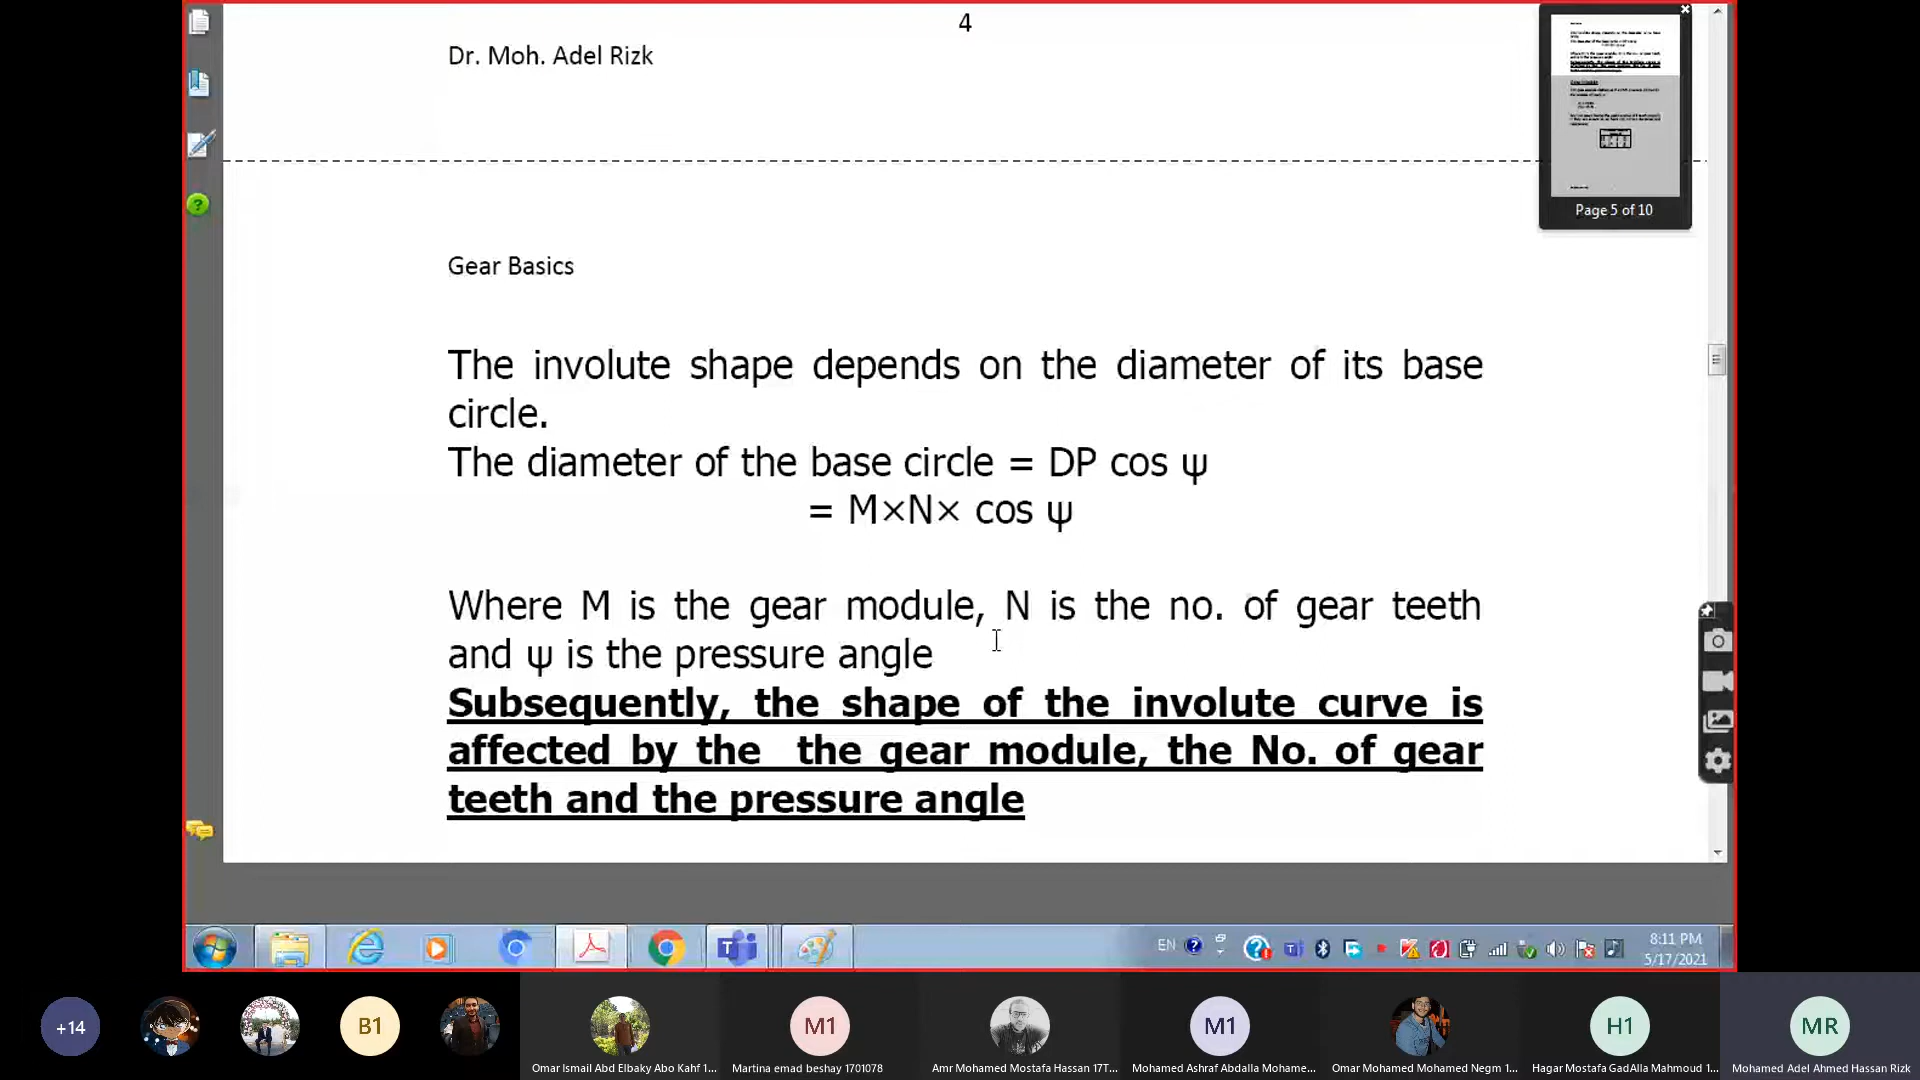 4
Dr. Moh. Adel Rizk
Page 5 of 10
Gear Basics
The involute shape depends on the diameter of its base
circle.
The diameter of the base circle = DP cos ψ
= M×N× cos ψ
Where M is the gear module, N is the no. of gear teeth
and ψ is the pressure angle
Subsequently, the shape of the involute curve is
affected by the the gear module, the No. of gear
teeth and the pressure angle
EN
8:11 PM
5/17/2021
+14
B1
M1
M1
H1
MR
Omar Ismail Abd Elbaky Abo Kahf 1...
Martina emad beshay 1701078
Amr Mohamed Mostafa Hassan 17T...
Mohamed Ashraf Abdalla Mohame...
Omar Mohamed Mohamed Negm 1...
Hagar Mostafa GadAlla Mahmoud 1...
Mohamed Adel Ahmed Hassan Rizk